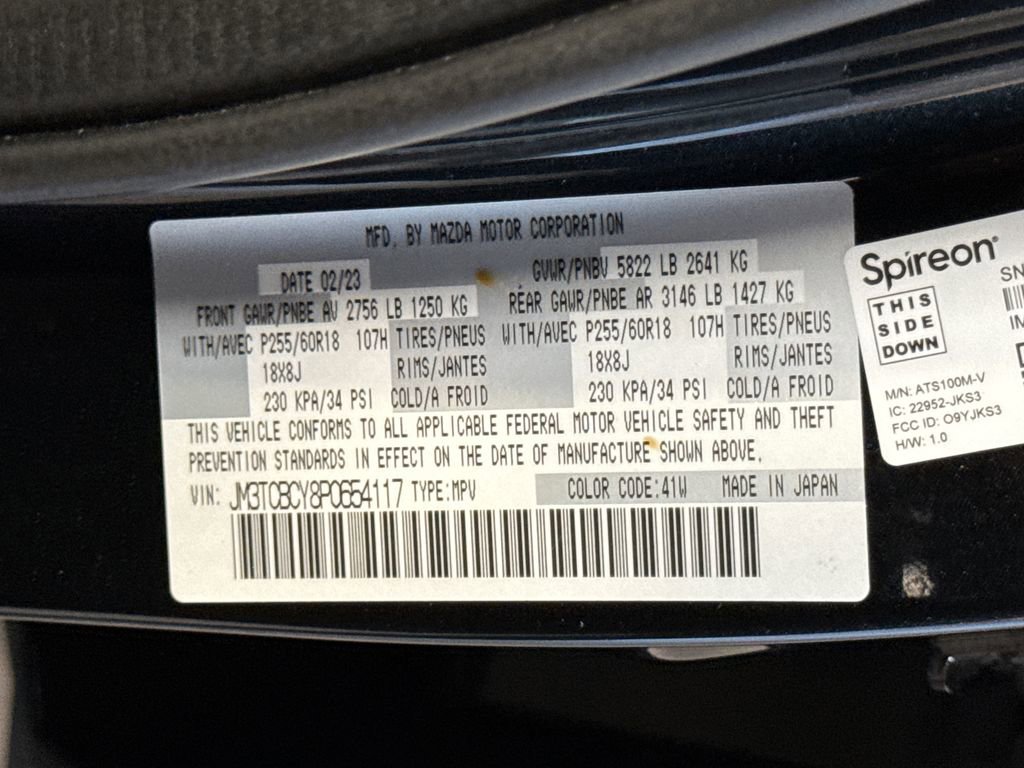 MFD. BY MAZDA MOTOR CORPORATION
DATE 02/23
GVWR/PNBV 5822 LB 2641 KG
FRONT GAWR/PNBE AV 2756 LB 1250 KG
REAR GAWR/PNBE AR 3146 LB 1427 KG
WITH/AVEC P255/60R18 107H TIRES/PNEUS
WITH/AVEC P255/60R18 107H TIRES/PNEUS
18X8J RIMS/JANTES
18X8J RIMS/JANTES
230 KPA/34 PSI COLD/A FROID
230 KPA/34 PSI COLD/A FROID
THIS VEHICLE CONFORMS TO ALL APPLICABLE FEDERAL MOTOR VEHICLE SAFETY AND THEFT
PREVENTION STANDARDS IN EFFECT ON THE DATE OF MANUFACTURE SHOWN ABOVE.
VIN: JM3TCBCY8P0654117 TYPE:MPV COLOR CODE:41W MADE IN JAPAN
Spireon®
THIS
SIDE
DOWN
M/N: ATS100M-V
IC: 22952-JKS3
FCC ID: O9YJKS3
H/W: 1.0
SN
IM